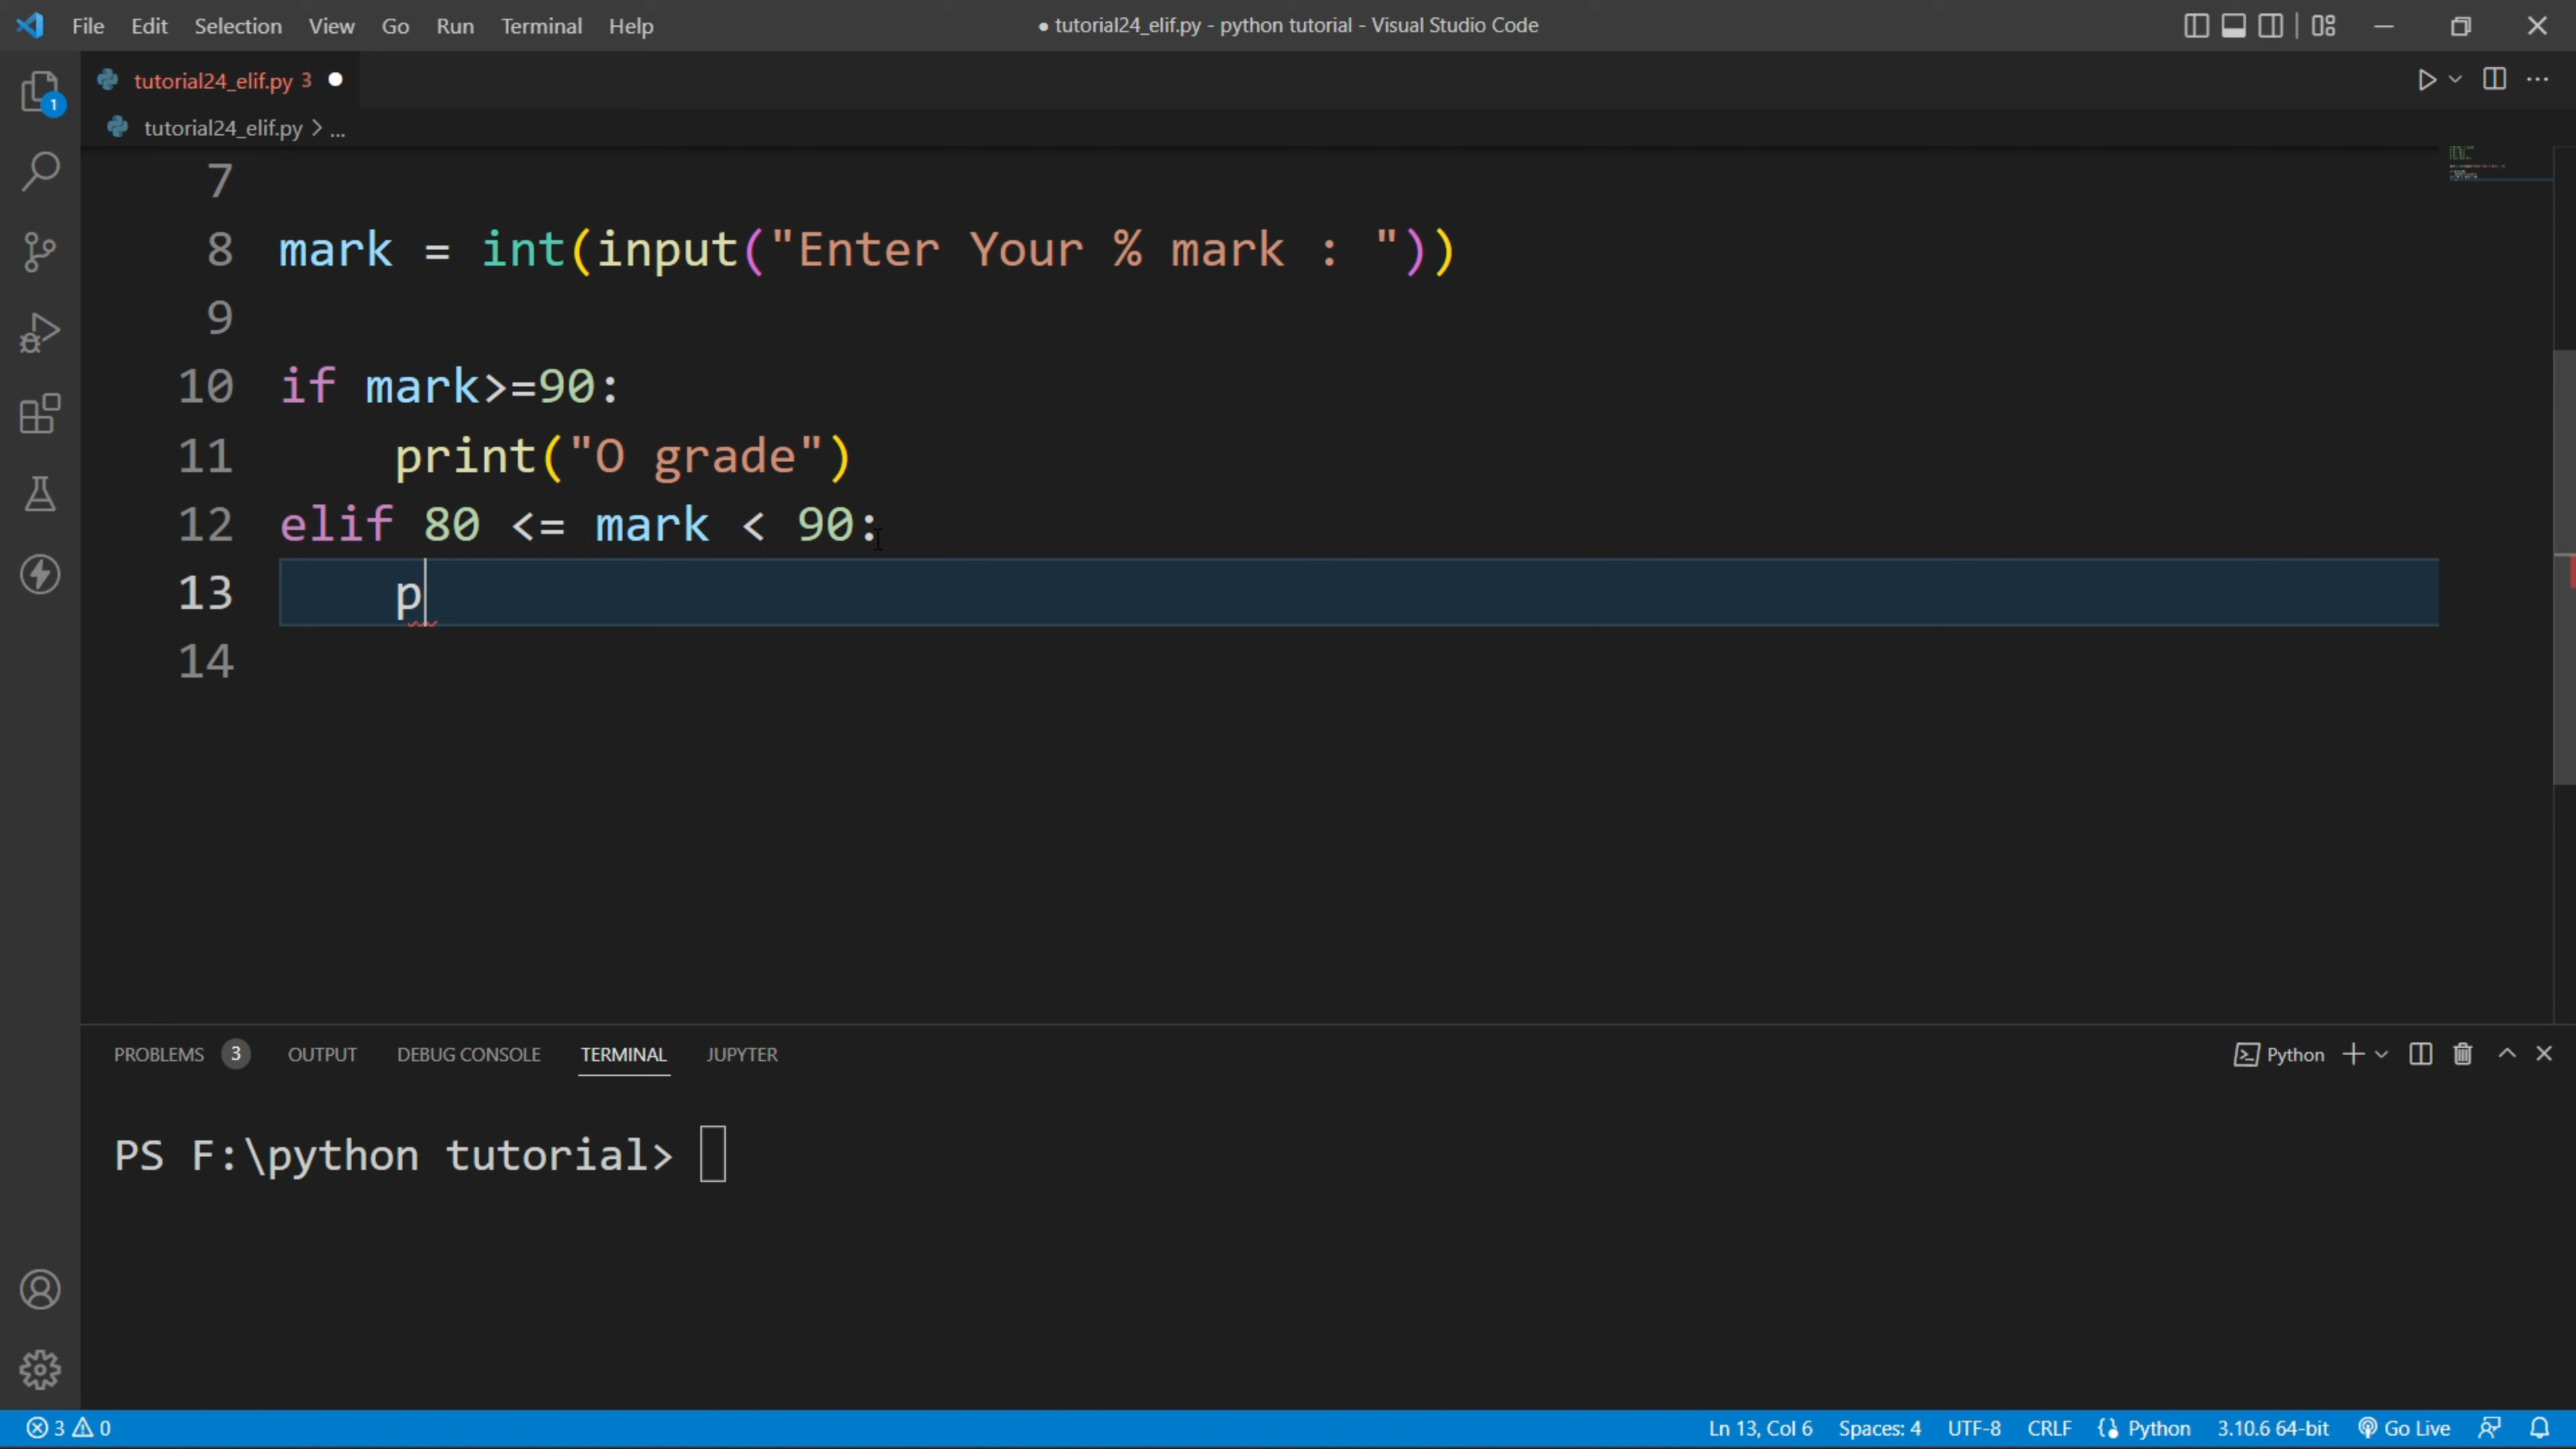 File Edit Selection View Go Run Terminal Help
● tutorial24_elif.py - python tutorial - Visual Studio Code
1
tutorial24_elif.py 3 ●
tutorial24_elif.py > ...
7
8 mark = int(input("Enter Your % mark : "))
9
10 if mark>=90:
11     print("O grade")
12 elif 80 <= mark < 90:
13     p
14
PROBLEMS 3 OUTPUT DEBUG CONSOLE TERMINAL JUPYTER
Python
PS F:\python tutorial>
3 0
Ln 13, Col 6 Spaces: 4 UTF-8 CRLF Python 3.10.6 64-bit Go Live